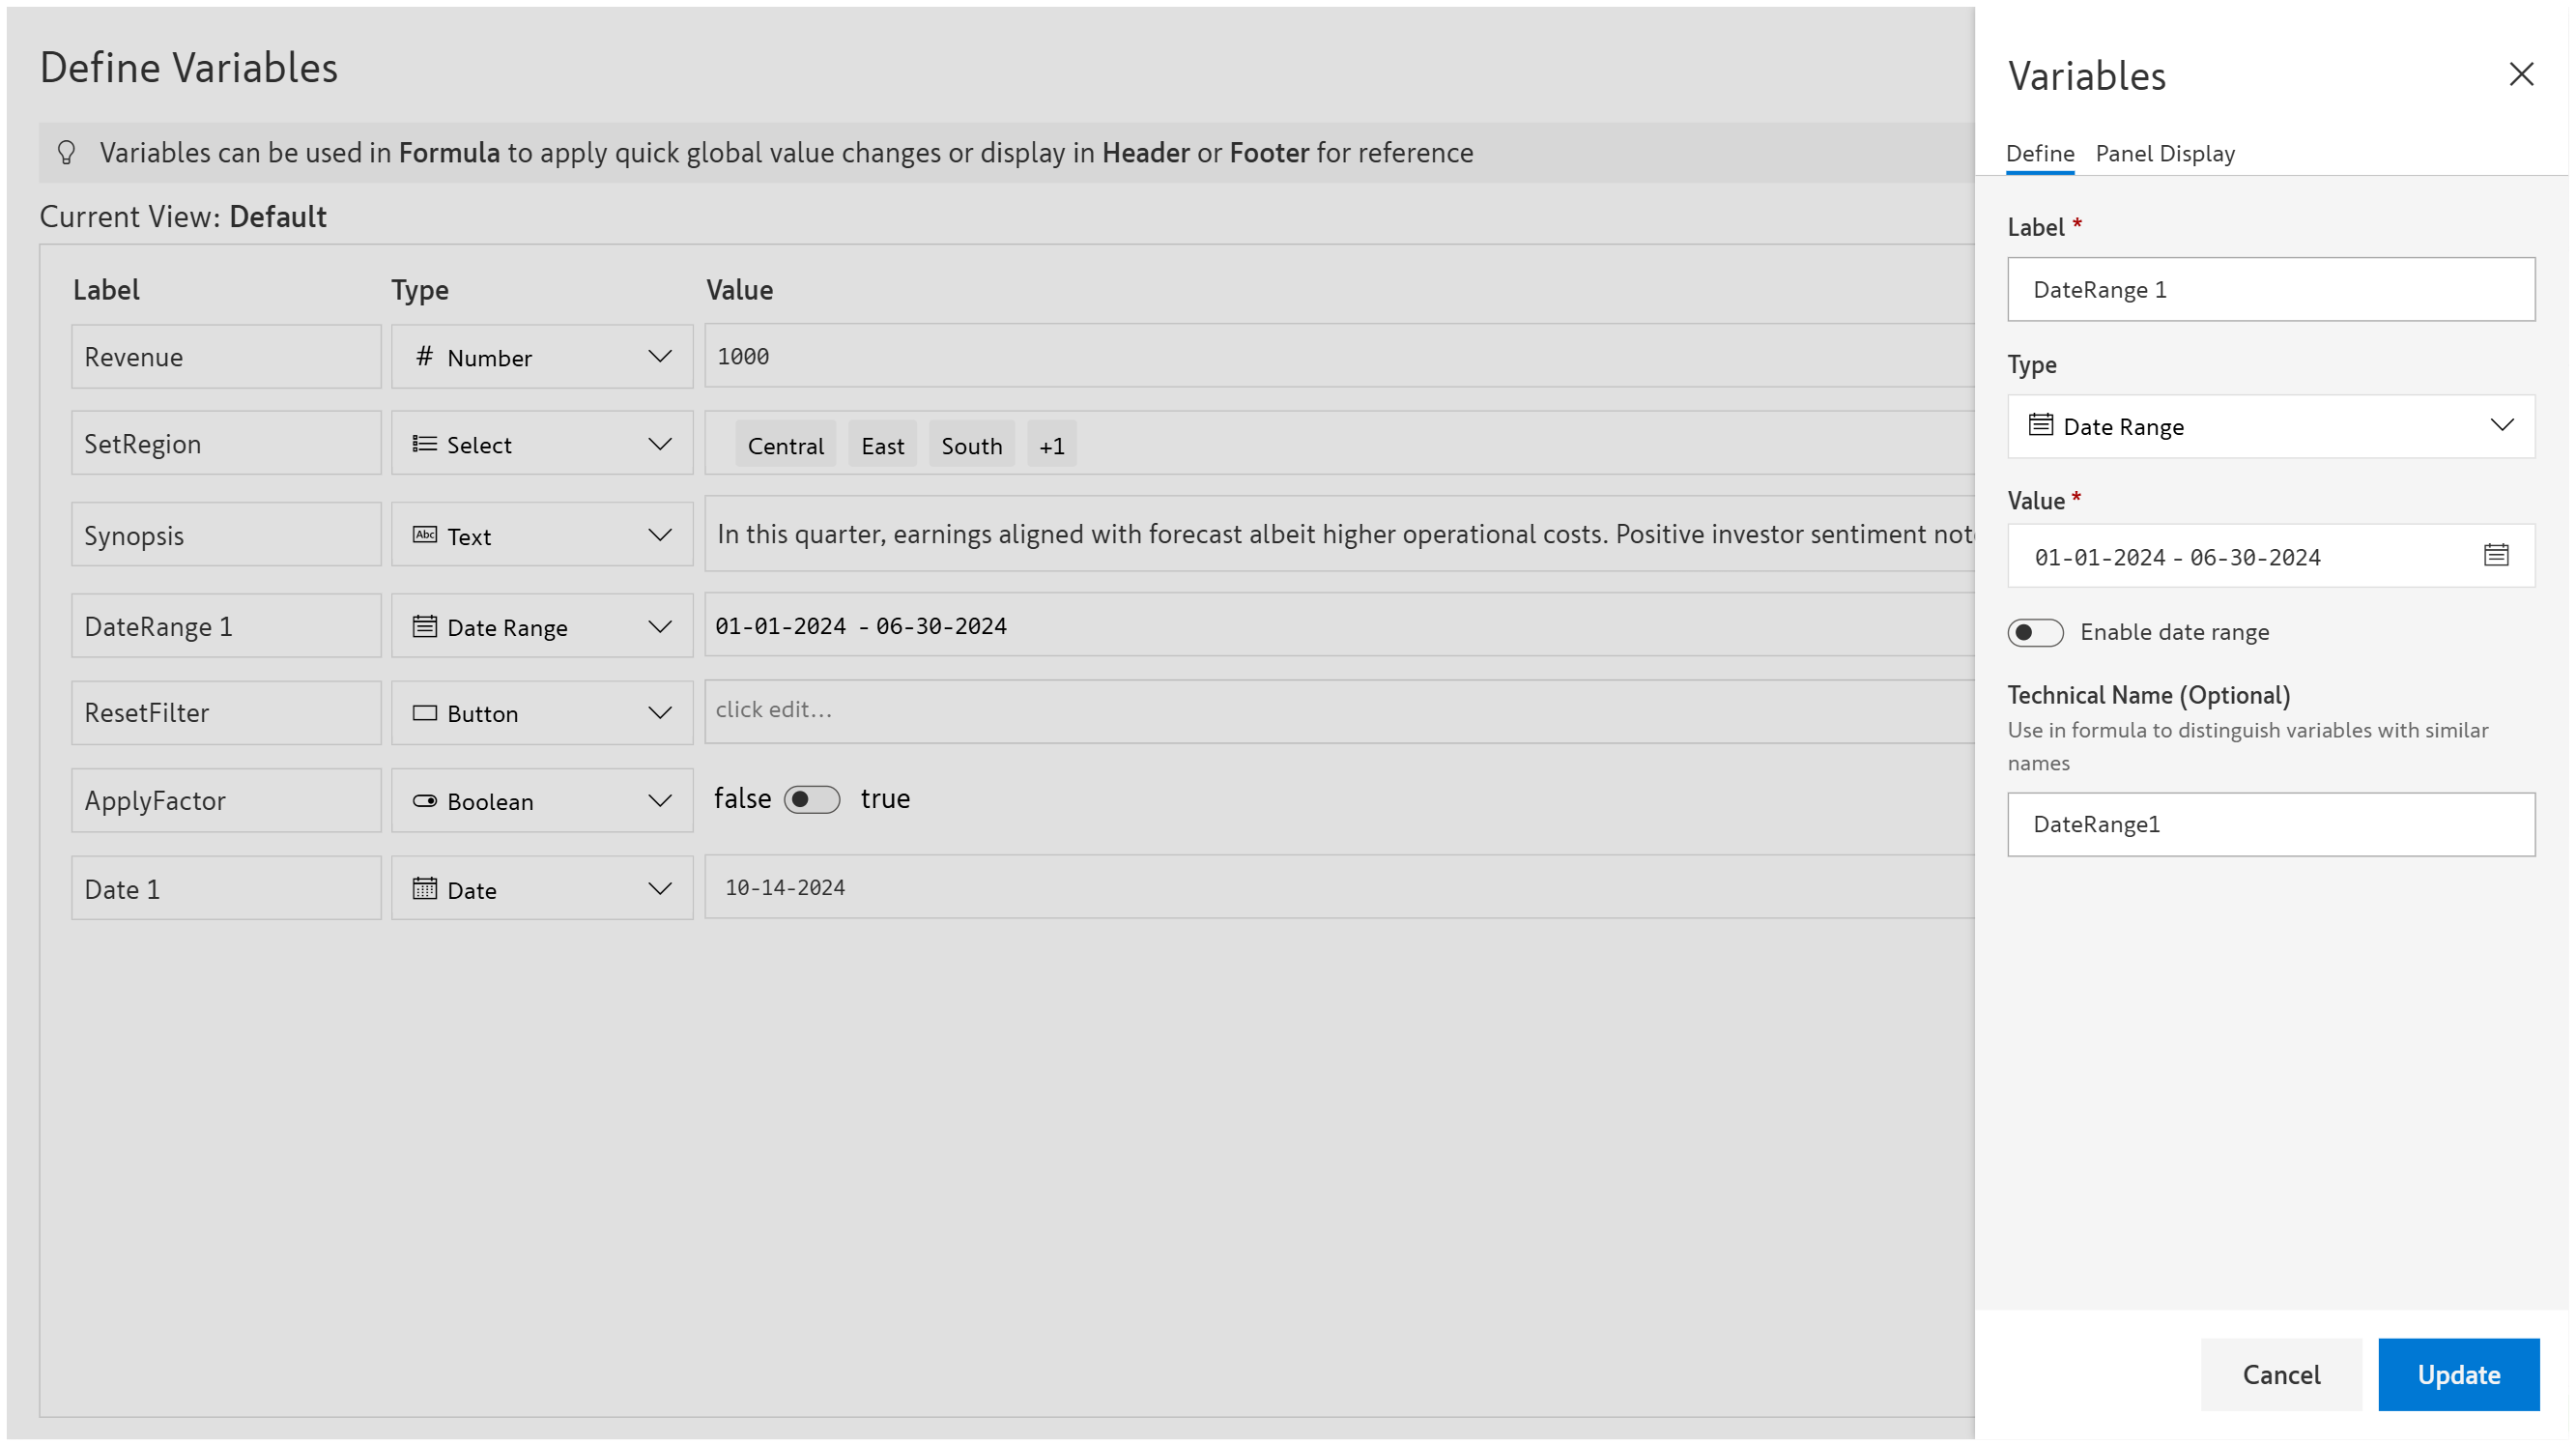 Define Variables
Variables can be used in Formula to apply quick global value changes or display in Header or Footer for reference
Current View: Default
Label Type Value
Revenue # Number 1000
SetRegion Select Central East South +1
Synopsis Abc Text In this quarter, earnings aligned with forecast albeit higher operational costs. Positive investor sentiment
DateRange 1 Date Range 01-01-2024 - 06-30-2024
ResetFilter Button click edit...
ApplyFactor Boolean false true
Date 1 Date 10-14-2024
Variables
Define Panel Display
Label *
DateRange 1
Type
Date Range
Value *
01-01-2024 - 06-30-2024
Enable date range
Technical Name (Optional)
Use in formula to distinguish variables with similar
names
DateRange1
Cancel Update